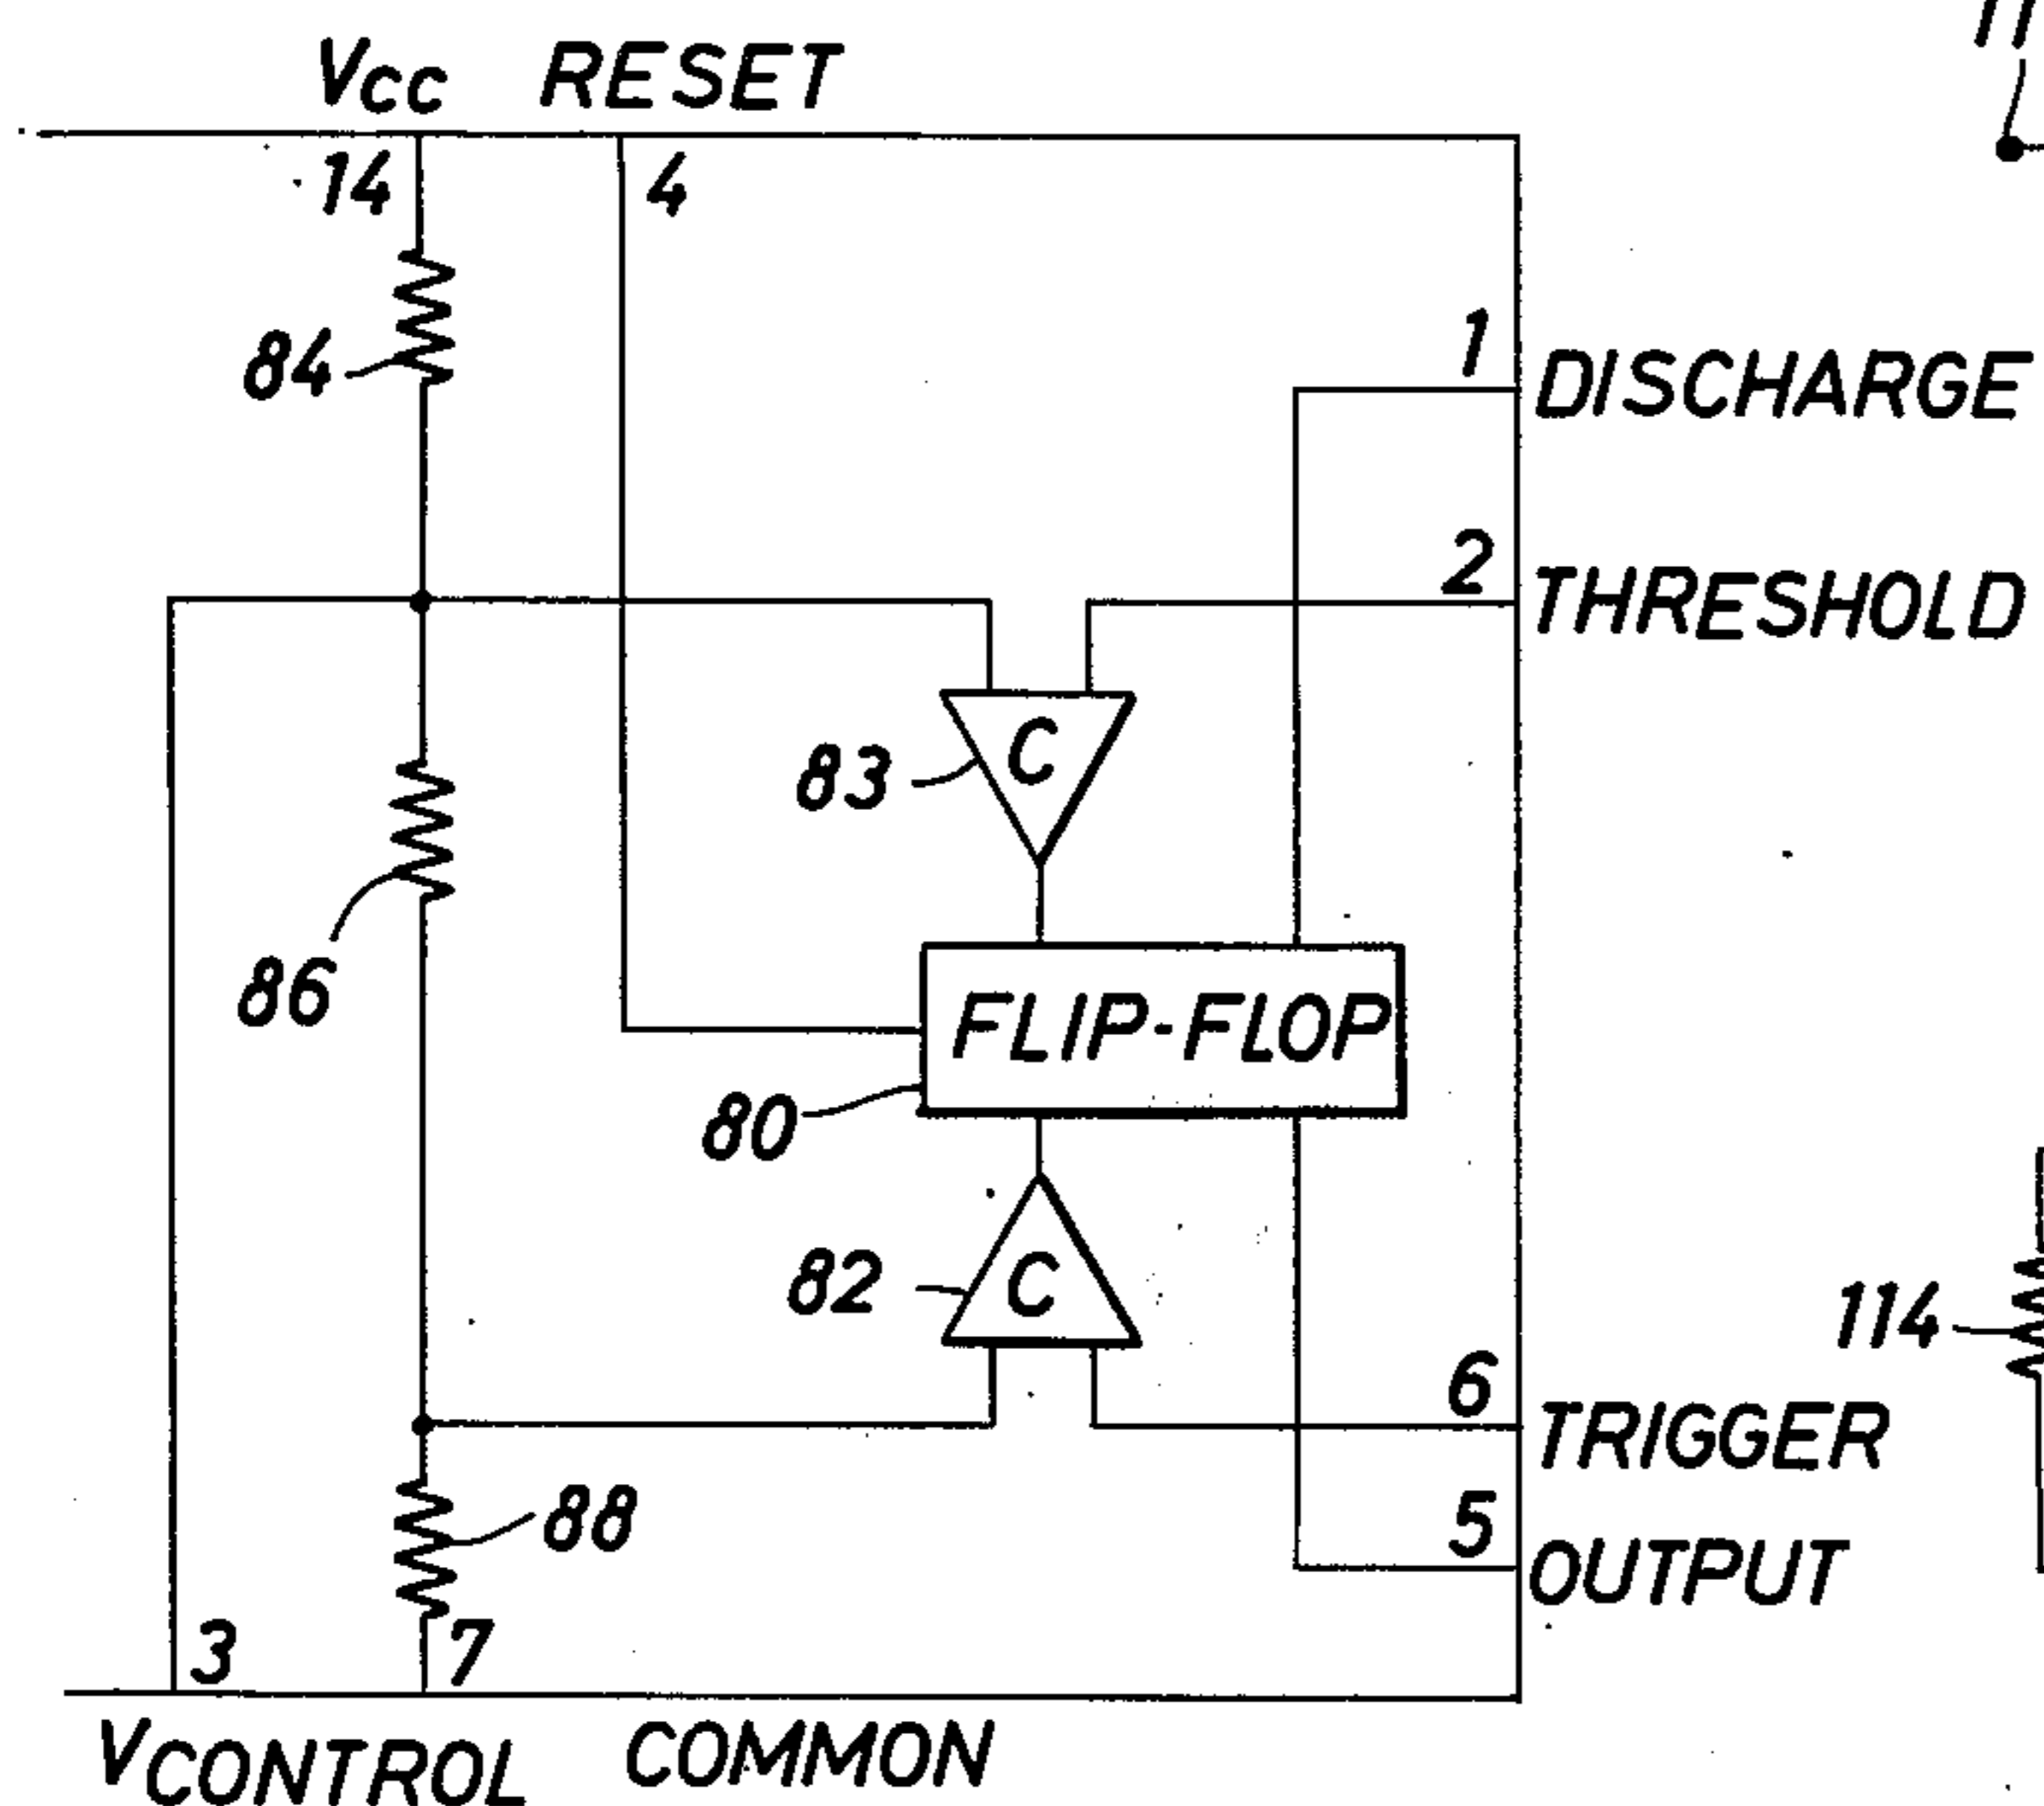 VCC RESET
14 4
84
1
DISCHARGE
2
THRESHOLD
83 C
86
FLIP-FLOP
80
82 C
114
6
TRIGGER
88
5
OUTPUT
3 7
VCONTROL COMMON